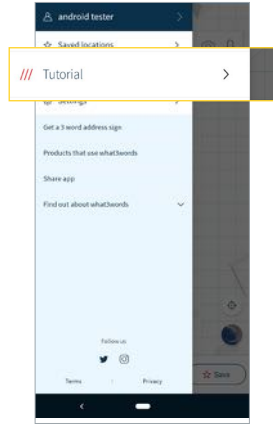 android tester
Saved locations
/// Tutorial
Settings
Get a 3 word address sign
Products that use what3words
Share app
Find out about what3words
Follow us
Terms
Privacy
Save